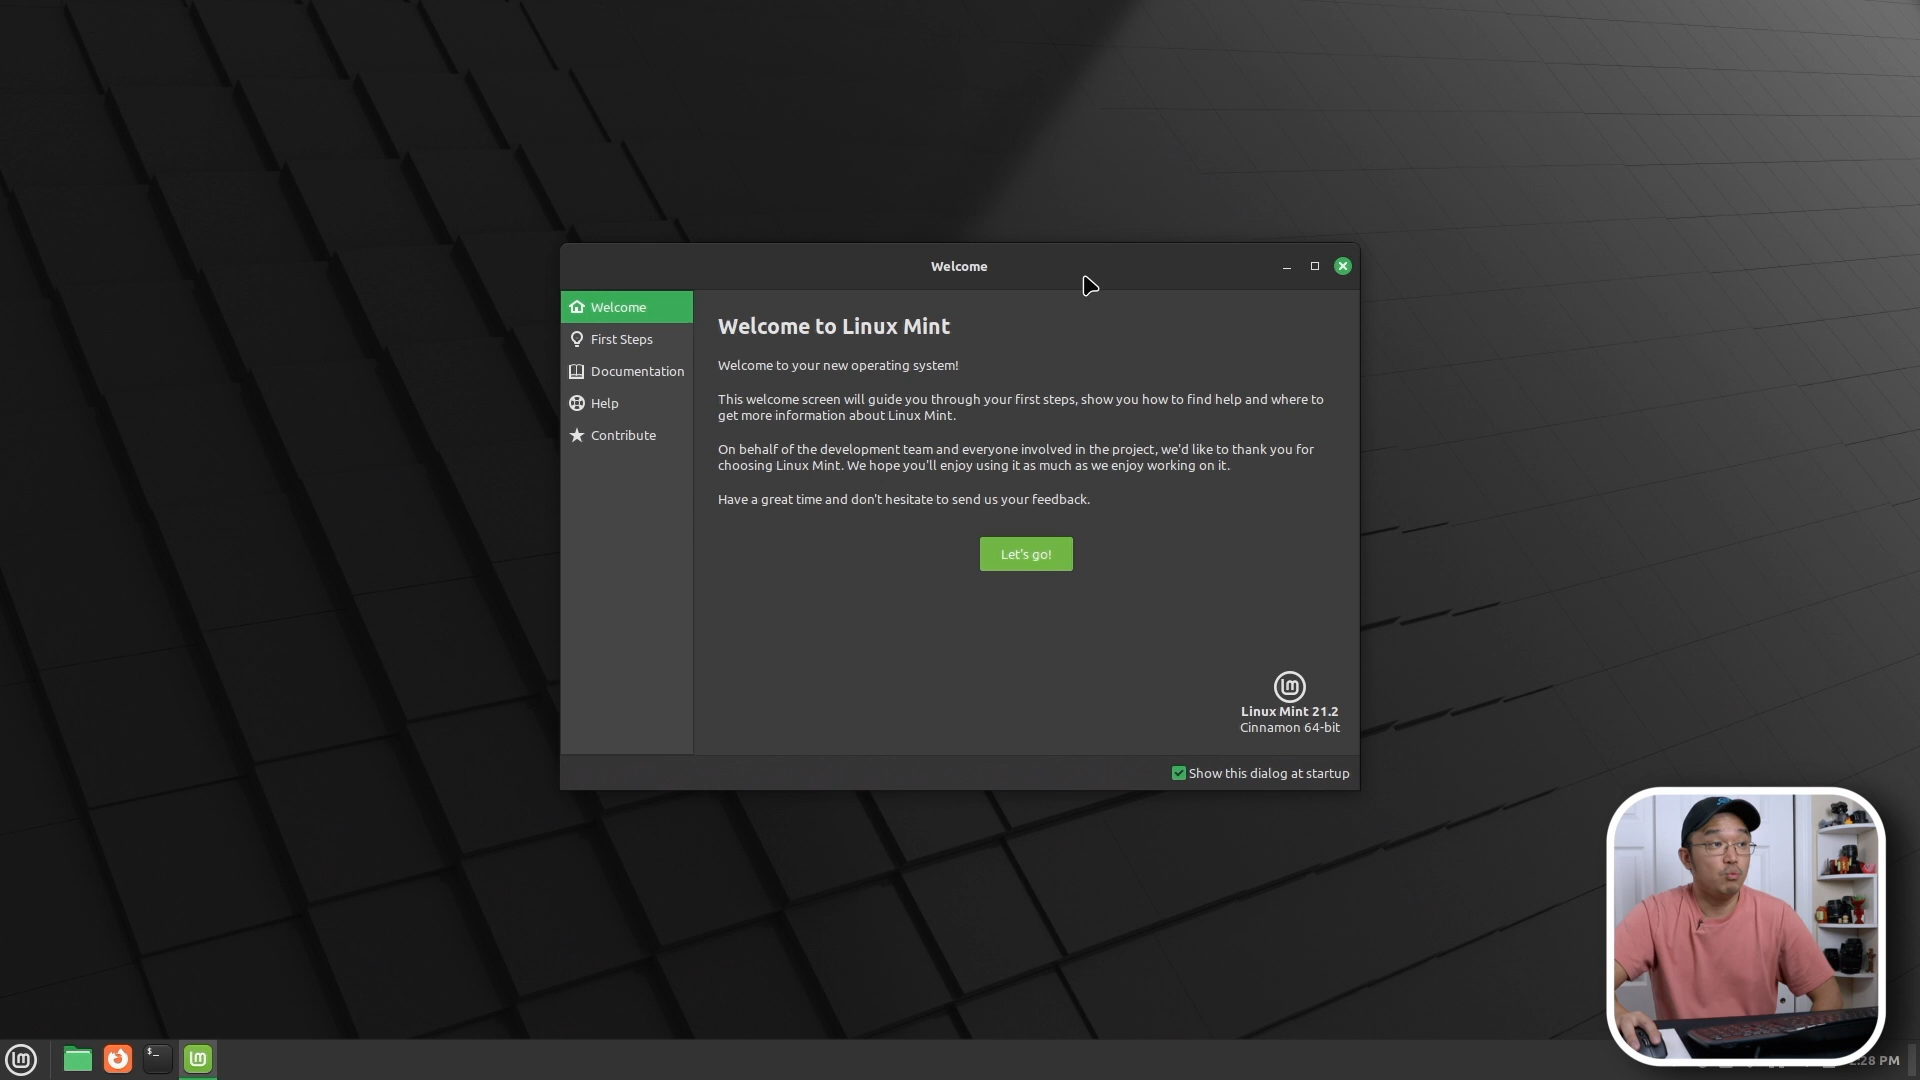 Welcome
Welcome
First Steps
Documentation
Help
Contribute
Welcome to Linux Mint
Welcome to your new operating system!
This welcome screen will guide you through your first steps, show you how to find help and where to
get more information about Linux Mint.
On behalf of the development team and everyone involved in the project, we'd like to thank you for
choosing Linux Mint. We hope you'll enjoy using it as much as we enjoy working on it.
Have a great time and don't hesitate to send us your feedback.
Let's go!
Linux Mint 21.2
Cinnamon 64-bit
Show this dialog at startup
:28 PM